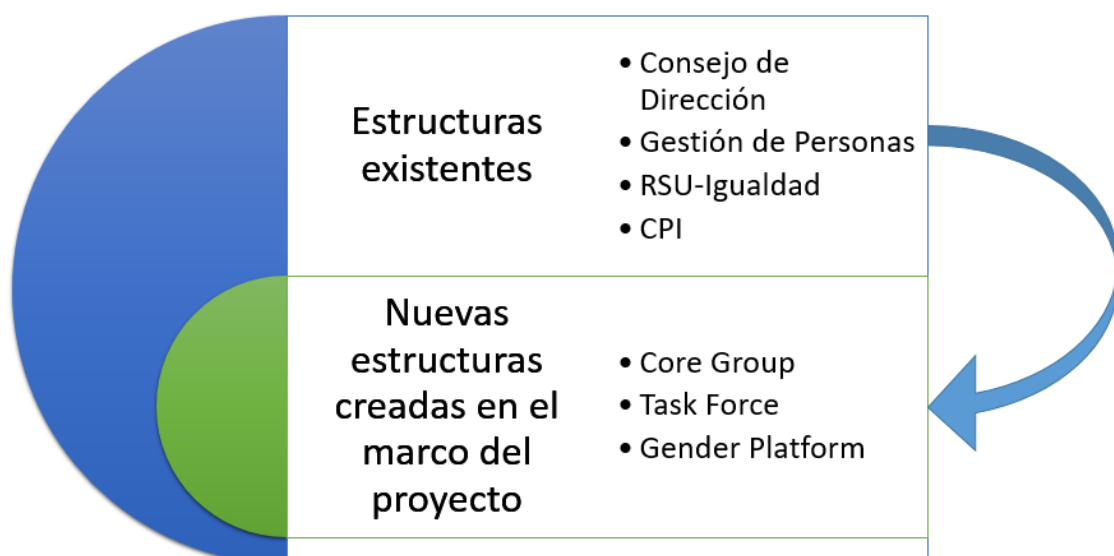 Estructuras
existentes
• Consejo de
Dirección
• Gestión de Personas
• RSU-Igualdad
• CPI
Nuevas
estructuras
creadas en el
marco del
proyecto
• Core Group
• Task Force
• Gender Platform